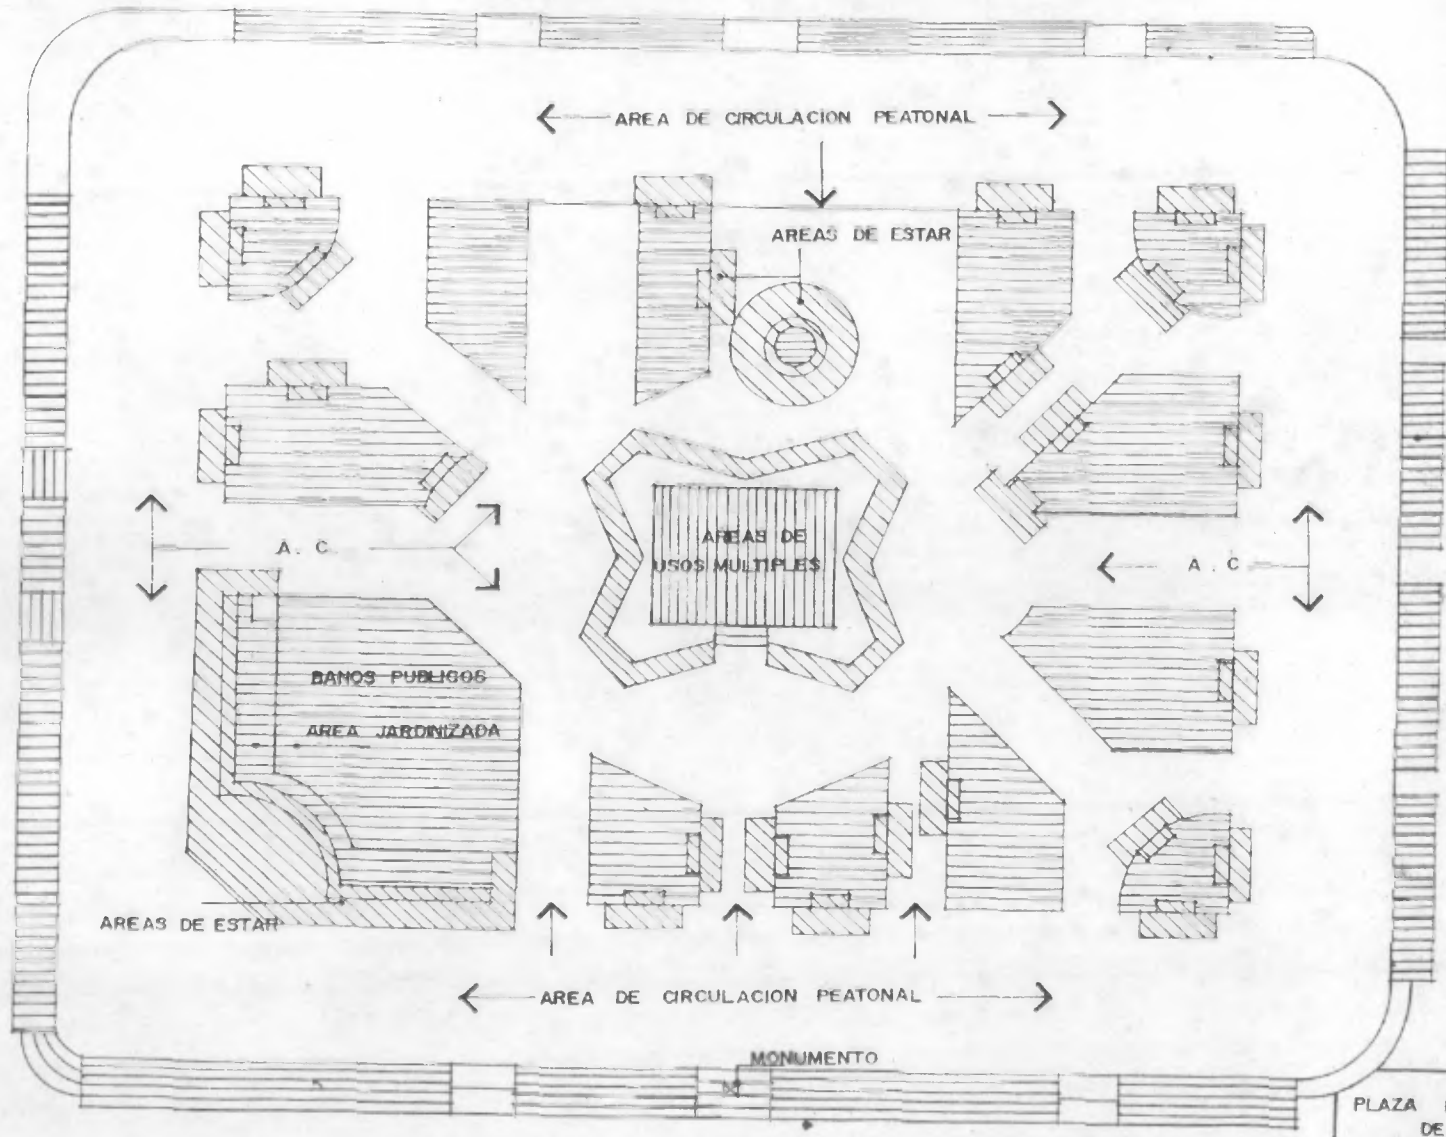 AREA DE CIRCULACION PEATONAL
AREAS DE ESTAR
AREAS DE
USOS MULTIPLES
A. C.
A. C
BANOS PUBLICOS
AREA JARDINIZADA
AREAS DE ESTAR
AREA DE CIRCULACION PEATONAL
MONUMENTO
PLAZA
DE